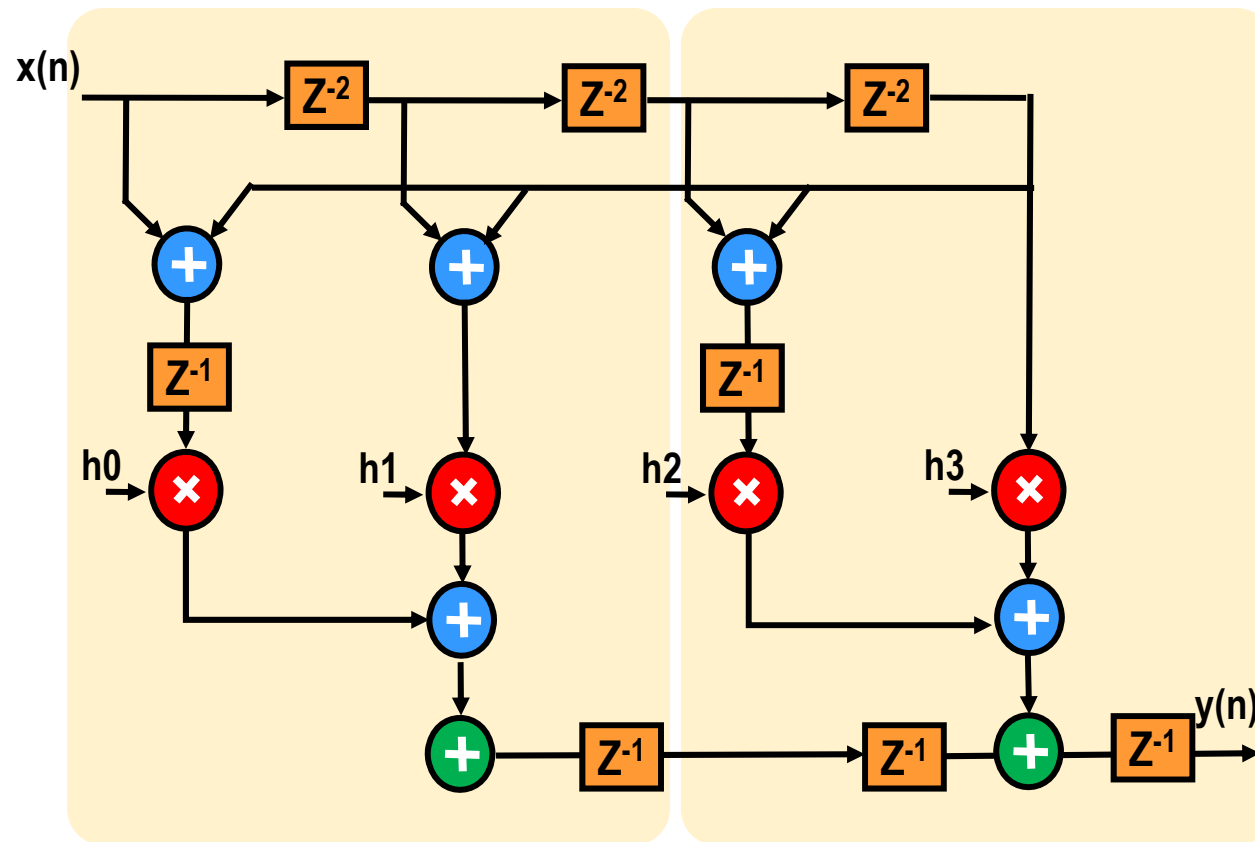 x(n)
Z-2
Z-2
Z-2
+
+
+
Z-1
Z-1
h0
×
h1
×
h2
×
h3
×
+
+
+
Z-1
Z-1
+
Z-1
y(n)